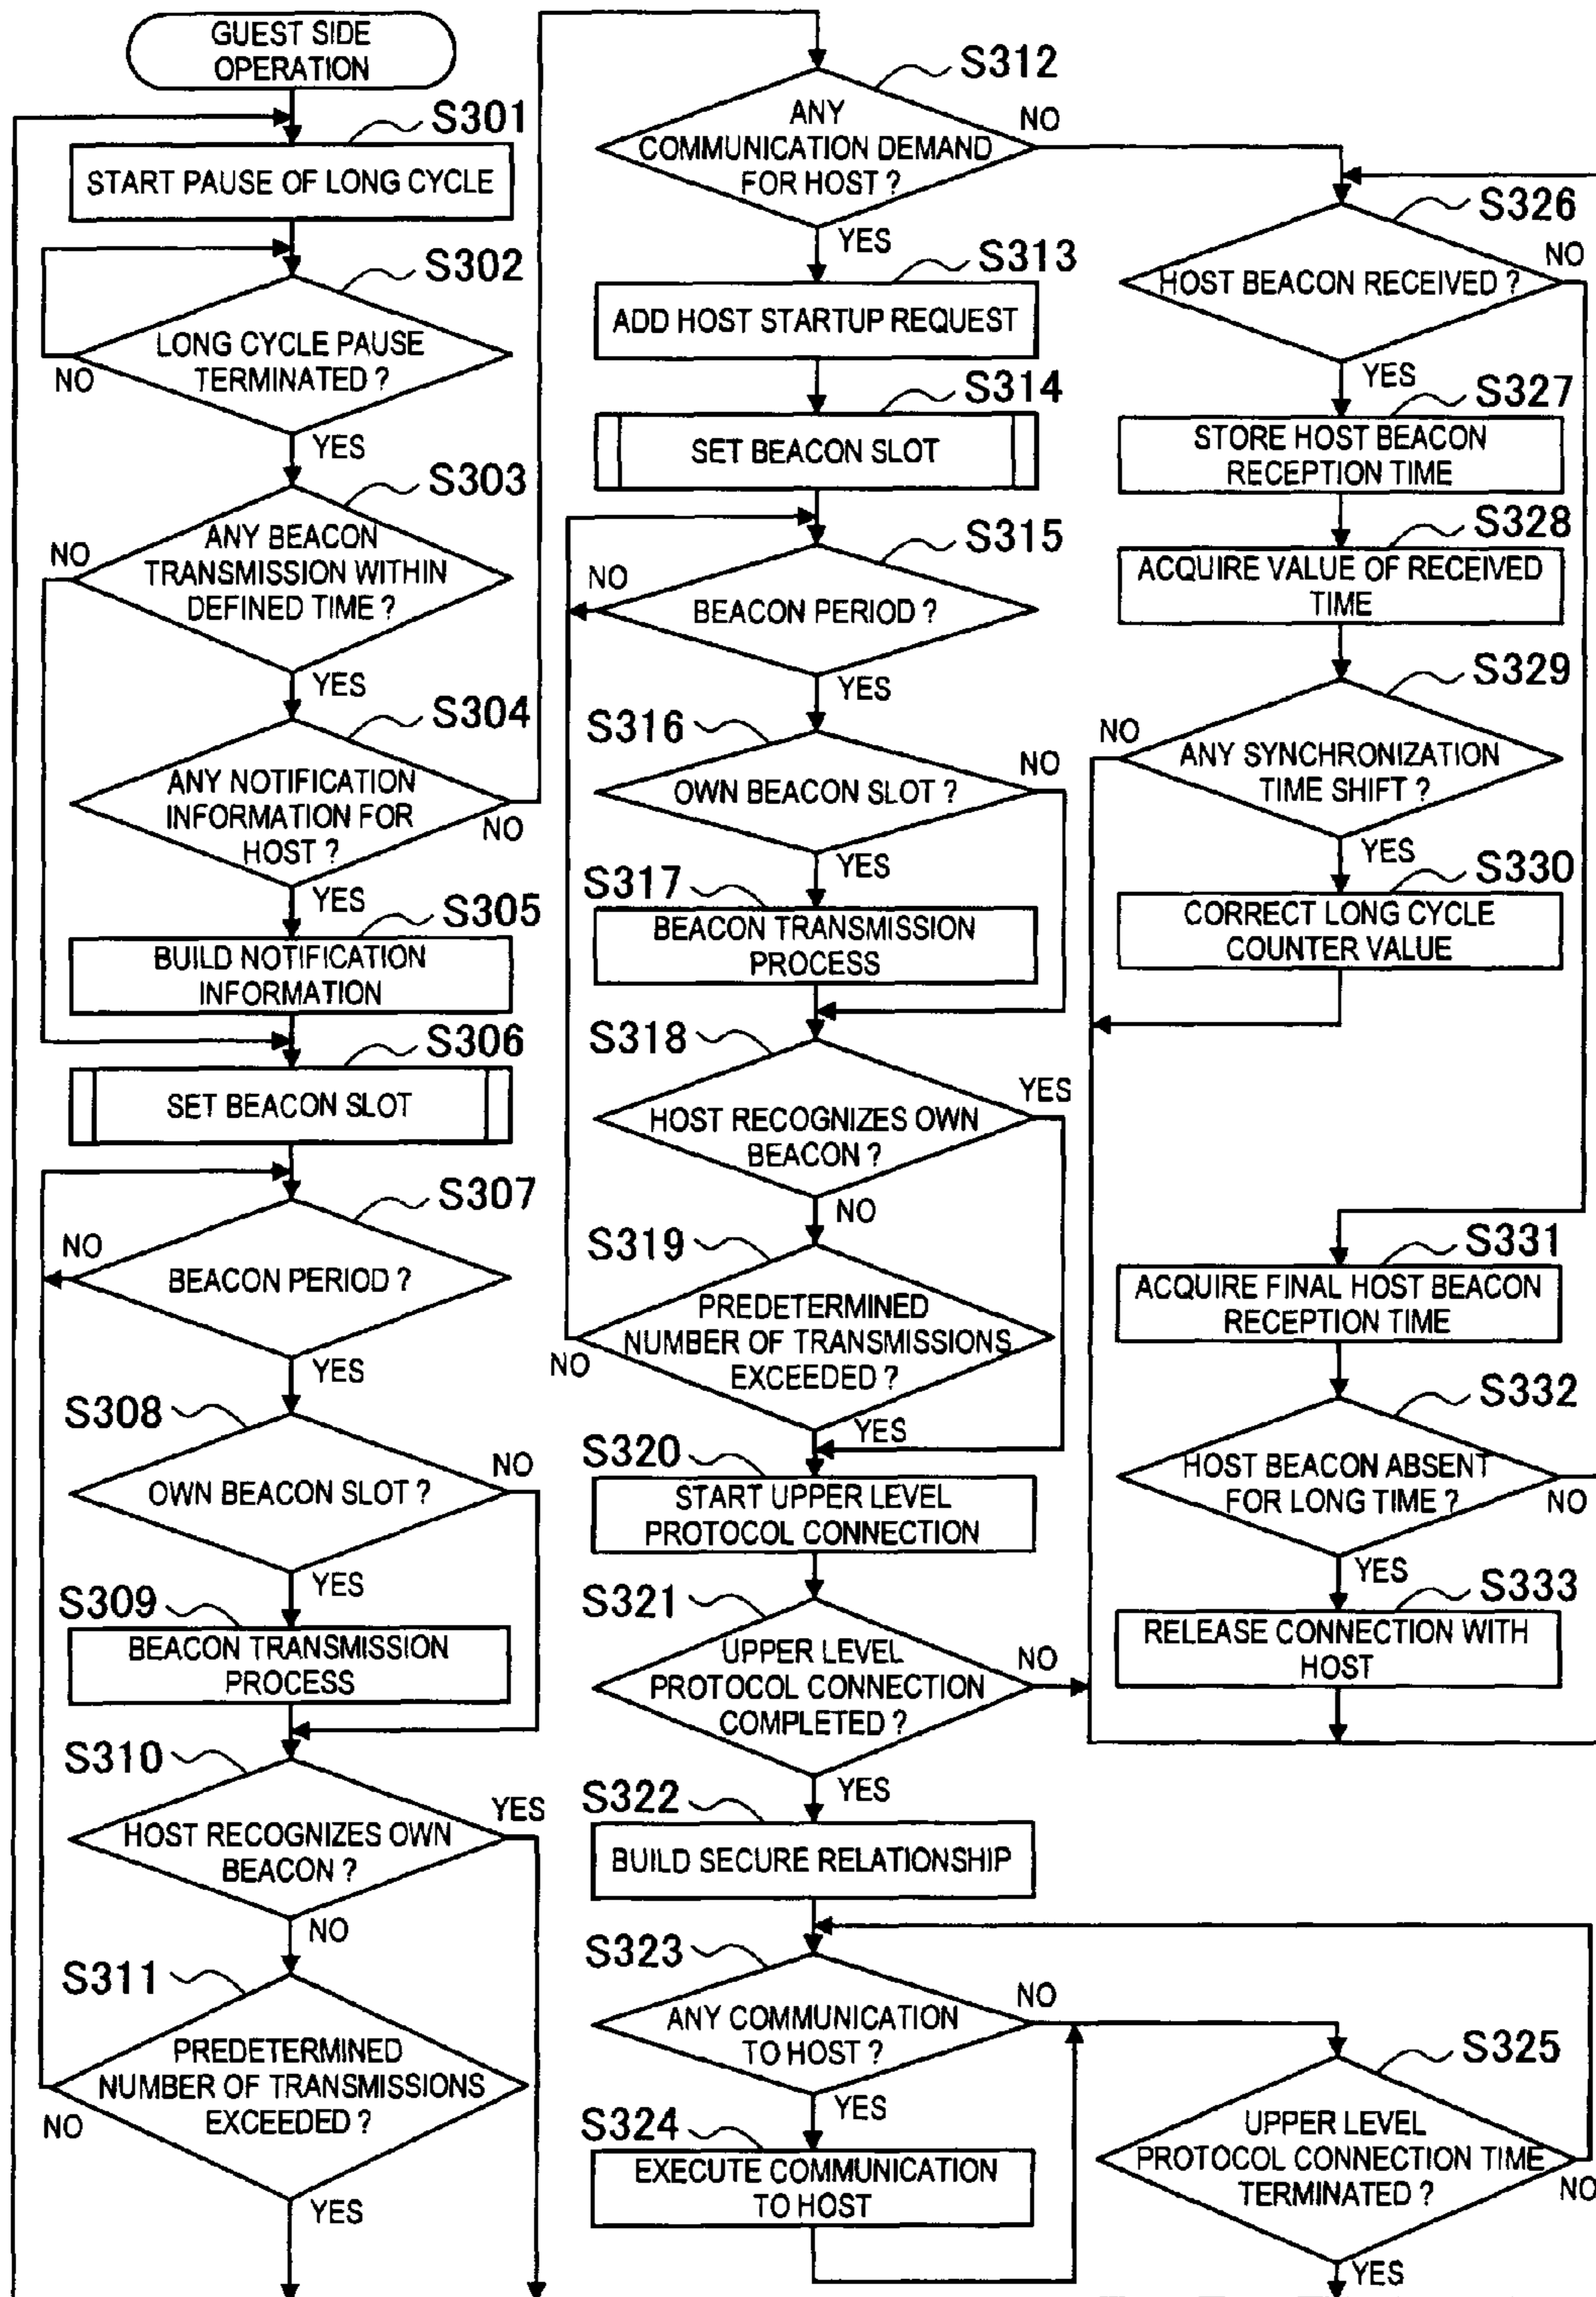 GUEST SIDE
OPERATION
S301
START PAUSE OF LONG CYCLE
S302
LONG CYCLE PAUSE
TERMINATED ?
NO
YES
S303
ANY BEACON
TRANSMISSION WITHIN
DEFINED TIME ?
NO
YES
S304
ANY NOTIFICATION
INFORMATION FOR
HOST ?
NO
YES
S305
BUILD NOTIFICATION
INFORMATION
S306
SET BEACON SLOT
S307
NO
BEACON PERIOD ?
YES
S308
NO
OWN BEACON SLOT ?
YES
S309
BEACON TRANSMISSION
PROCESS
S310
YES
HOST RECOGNIZES OWN
BEACON ?
NO
S311
PREDETERMINED
NUMBER OF TRANSMISSIONS
EXCEEDED ?
NO
YES
S312
ANY
COMMUNICATION DEMAND
FOR HOST ?
NO
YES
S313
ADD HOST STARTUP REQUEST
S314
SET BEACON SLOT
S315
NO
BEACON PERIOD ?
YES
S316
NO
OWN BEACON SLOT ?
YES
S317
BEACON TRANSMISSION
PROCESS
S318
YES
HOST RECOGNIZES OWN
BEACON ?
NO
S319
PREDETERMINED
NUMBER OF TRANSMISSIONS
EXCEEDED ?
NO
YES
S320
START UPPER LEVEL
PROTOCOL CONNECTION
S321
UPPER LEVEL
PROTOCOL CONNECTION
COMPLETED ?
NO
YES
S322
BUILD SECURE RELATIONSHIP
S323
NO
ANY COMMUNICATION
TO HOST ?
YES
S324
EXECUTE COMMUNICATION
TO HOST
S325
UPPER LEVEL
PROTOCOL CONNECTION TIME
TERMINATED ?
NO
YES
S326
NO
HOST BEACON RECEIVED ?
YES
S327
STORE HOST BEACON
RECEPTION TIME
S328
ACQUIRE VALUE OF RECEIVED
TIME
S329
NO
ANY SYNCHRONIZATION
TIME SHIFT ?
YES
S330
CORRECT LONG CYCLE
COUNTER VALUE
S331
ACQUIRE FINAL HOST BEACON
RECEPTION TIME
S332
HOST BEACON ABSENT
FOR LONG TIME ?
NO
YES
S333
RELEASE CONNECTION WITH
HOST